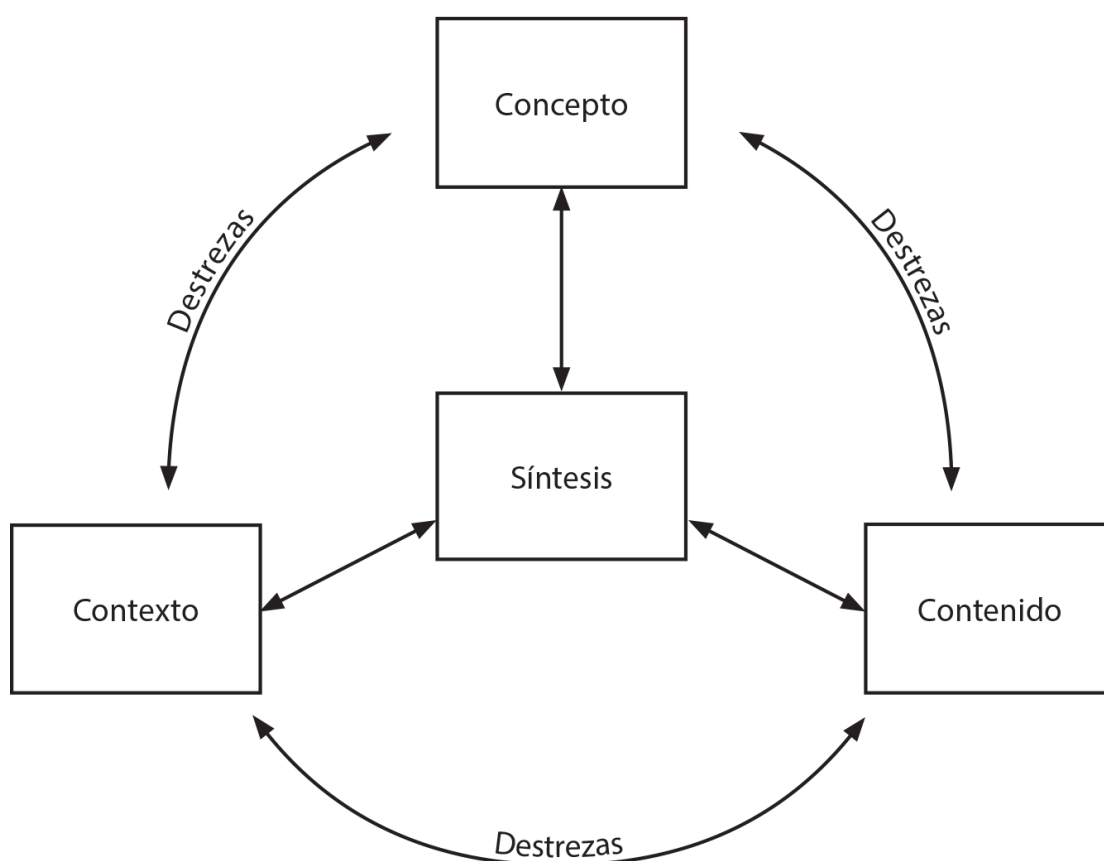 Concepto
Destrezas
Destrezas
Síntesis
Contexto
Contenido
Destrezas